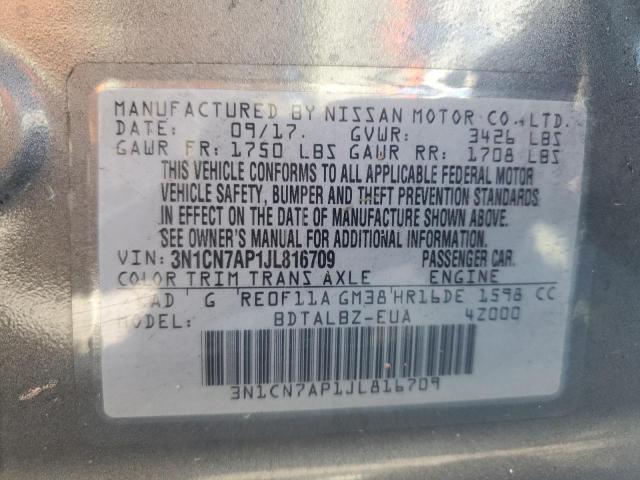 MANUFACTURED BY NISSAN MOTOR CO., LTD.
DATE: 09/17. GVWR: 3426 LBS
GAWR FR: 1750 LBS GAWR RR: 1708 LBS
THIS VEHICLE CONFORMS TO ALL APPLICABLE FEDERAL MOTOR
VEHICLE SAFETY, BUMPER AND THEFT PREVENTION STANDARDS
IN EFFECT ON THE DATE OF MANUFACTURE SHOWN ABOVE.
SEE OWNER'S MANUAL FOR ADDITIONAL INFORMATION.
VIN: 3N1CN7AP1JL816709 PASSENGER CAR.
COLOR TRIM TRANS AXLE ENGINE
G RE0F11A GM38 HR16DE 1598 CC
MODEL: BDTALBZ-EUA 4Z000
3N1CN7AP1JL816709